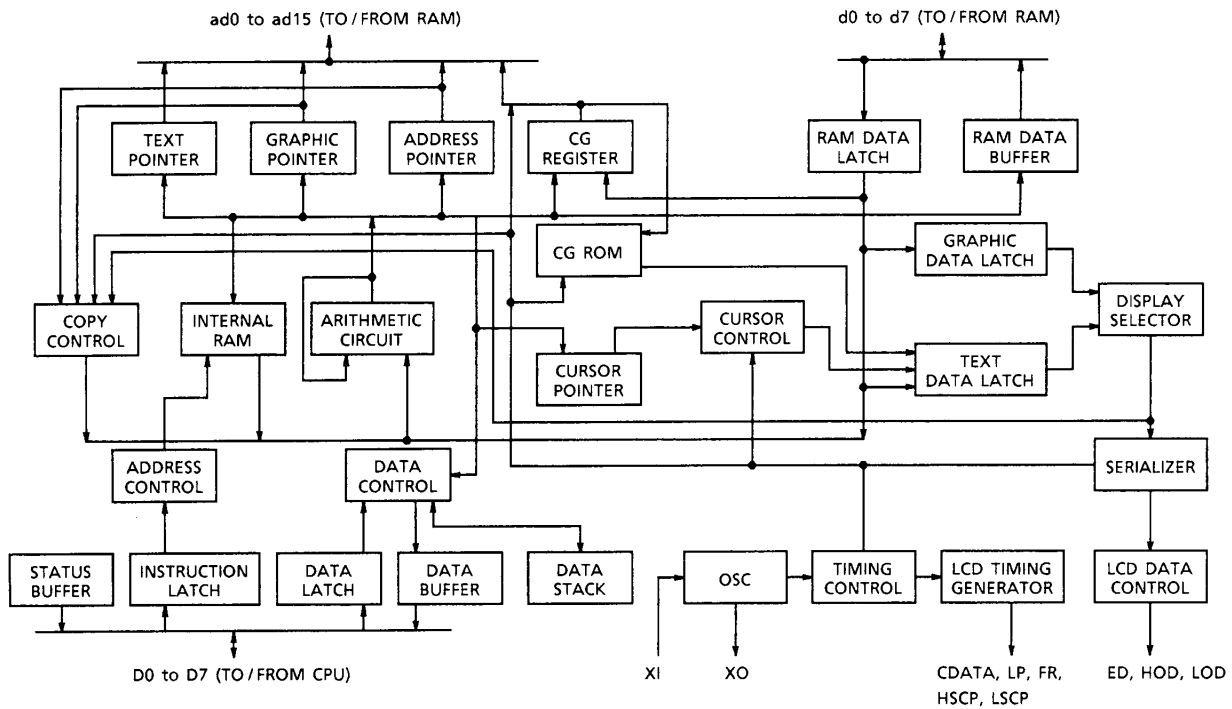 ad0 to ad15 (TO / FROM RAM)
d0 to d7 (TO / FROM RAM)
TEXT
POINTER
GRAPHIC
POINTER
ADDRESS
POINTER
CG
REGISTER
RAM DATA
LATCH
RAM DATA
BUFFER
CG ROM
GRAPHIC
DATA LATCH
COPY
CONTROL
INTERNAL
RAM
ARITHMETIC
CIRCUIT
CURSOR
POINTER
CURSOR
CONTROL
TEXT
DATA LATCH
DISPLAY
SELECTOR
ADDRESS
CONTROL
DATA
CONTROL
SERIALIZER
STATUS
BUFFER
INSTRUCTION
LATCH
DATA
LATCH
DATA
BUFFER
DATA
STACK
OSC
TIMING
CONTROL
LCD TIMING
GENERATOR
LCD DATA
CONTROL
D0 to D7 (TO / FROM CPU)
XI
XO
CDATA, LP, FR,
HSCP, LSCP
ED, HOD, LOD